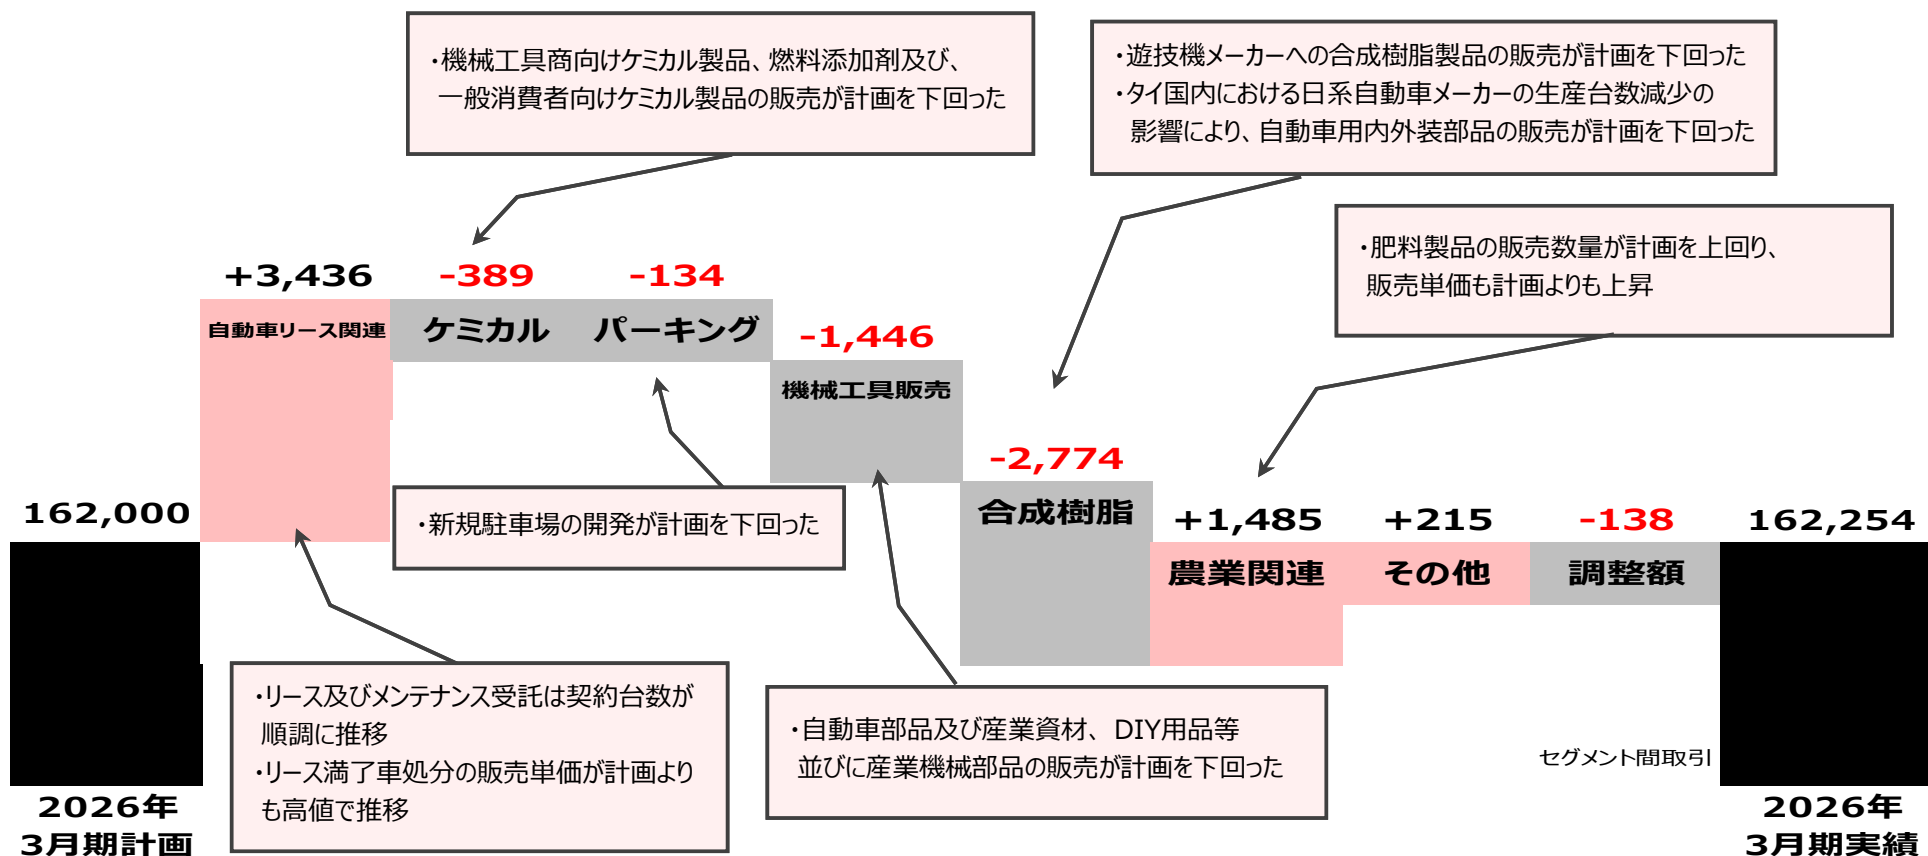 ・機械工具商向けケミカル製品、燃料添加剤及び、
一般消費者向けケミカル製品の販売が計画を下回った
・遊技機メーカーへの合成樹脂製品の販売が計画を下回った
・タイ国内における日系自動車メーカーの生産台数減少の
影響により、自動車用内外装部品の販売が計画を下回った
・肥料製品の販売数量が計画を上回り、
販売単価も計画よりも上昇
+3,436
自動車リース関連
-389
ケミカル
-134
パーキング
-1,446
機械工具販売
-2,774
合成樹脂
+1,485
農業関連
+215
その他
-138
調整額
162,000
162,254
・新規駐車場の開発が計画を下回った
・リース及びメンテナンス受託は契約台数が
順調に推移
・リース満了車処分の販売単価が計画より
も高値で推移
・自動車部品及び産業資材、DIY用品等
並びに産業機械部品の販売が計画を下回った
セグメント間取引
2026年
3月期計画
2026年
3月期実績